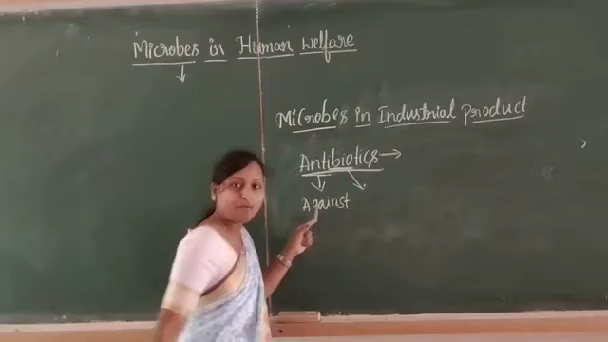 Microbes in Human Welfare
Microbes in Industrial Product
Antibiotics →
Against